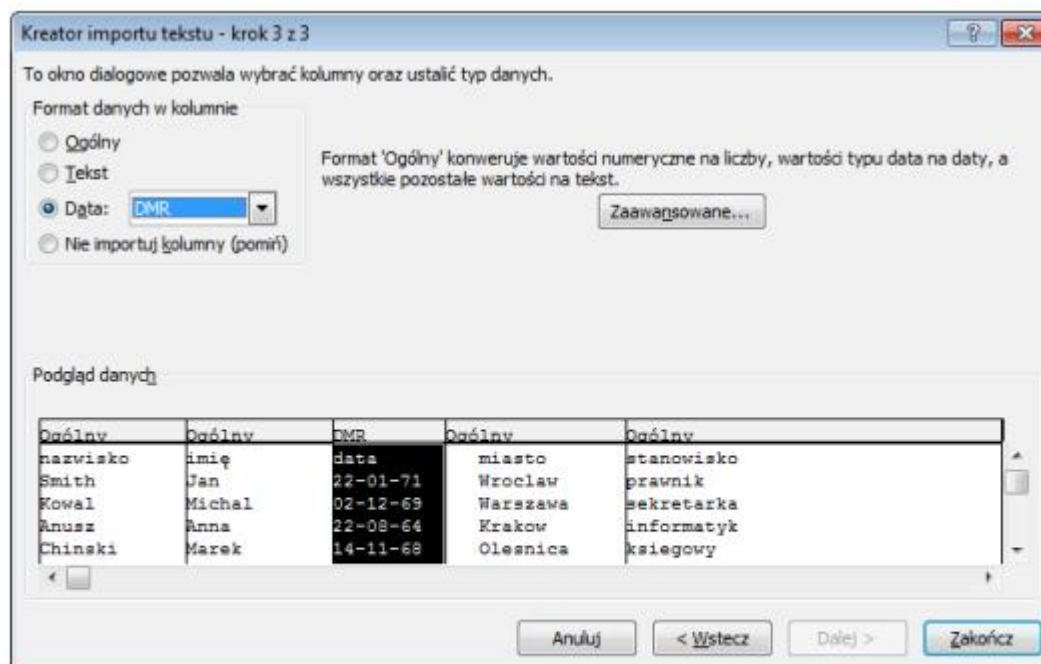 Kreator importu tekstu - krok 3 z 3
To okno dialogowe pozwala wybrać kolumny oraz ustalić typ danych.
Format danych w kolumnie
Ogólny
Tekst
Data: DMR
Nie importuj kolumny (pomiń)
Format 'Ogólny' konweruje wartości numeryczne na liczby, wartości typu data na daty, a
wszystkie pozostałe wartości na tekst.
Zaawansowane...
Podgląd danych
Ogólny Ogólny DMR Ogólny Ogólny
nazwisko imię data miasto stanowisko
Smith Jan 22-01-71 Wroclaw prawnik
Kowal Michal 02-12-69 Warszawa sekretarka
Anusz Anna 22-08-64 Krakow informatyk
Chinski Marek 14-11-68 Olesnica ksiegowy
Anuluj < Wstecz Dalej > Zakończ